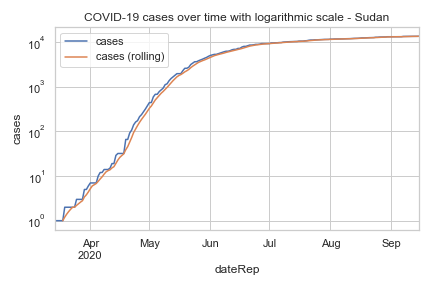 COVID-19 cases over time with logarithmic scale - Sudan
cases
cases (rolling)
cases
10⁴
10³
10²
10¹
10⁰
Apr
2020
May
Jun
Jul
Aug
Sep
dateRep